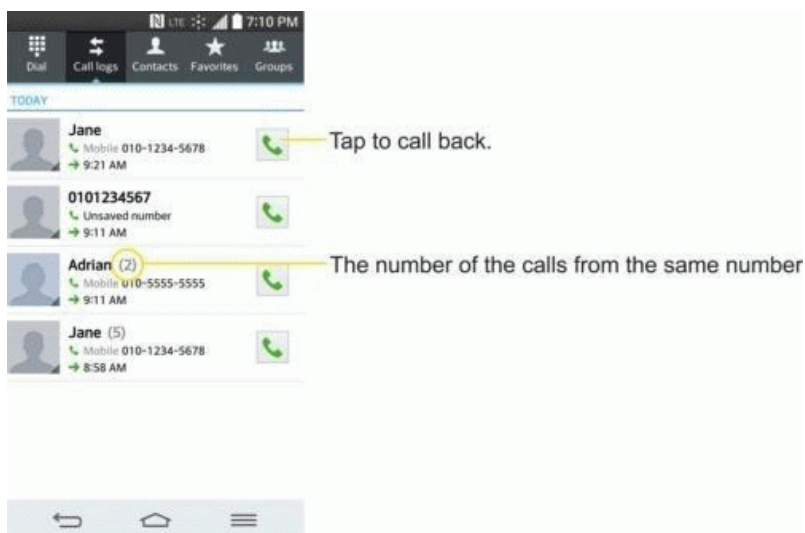 LTE 7:10 PM
Dial Call logs Contacts Favorites Groups
TODAY
Jane
Mobile 010-1234-5678
9:21 AM
Tap to call back.
0101234567
Unsaved number
9:11 AM
Adrian (2)
Mobile 010-5555-5555
9:11 AM
The number of the calls from the same number
Jane (5)
Mobile 010-1234-5678
8:58 AM